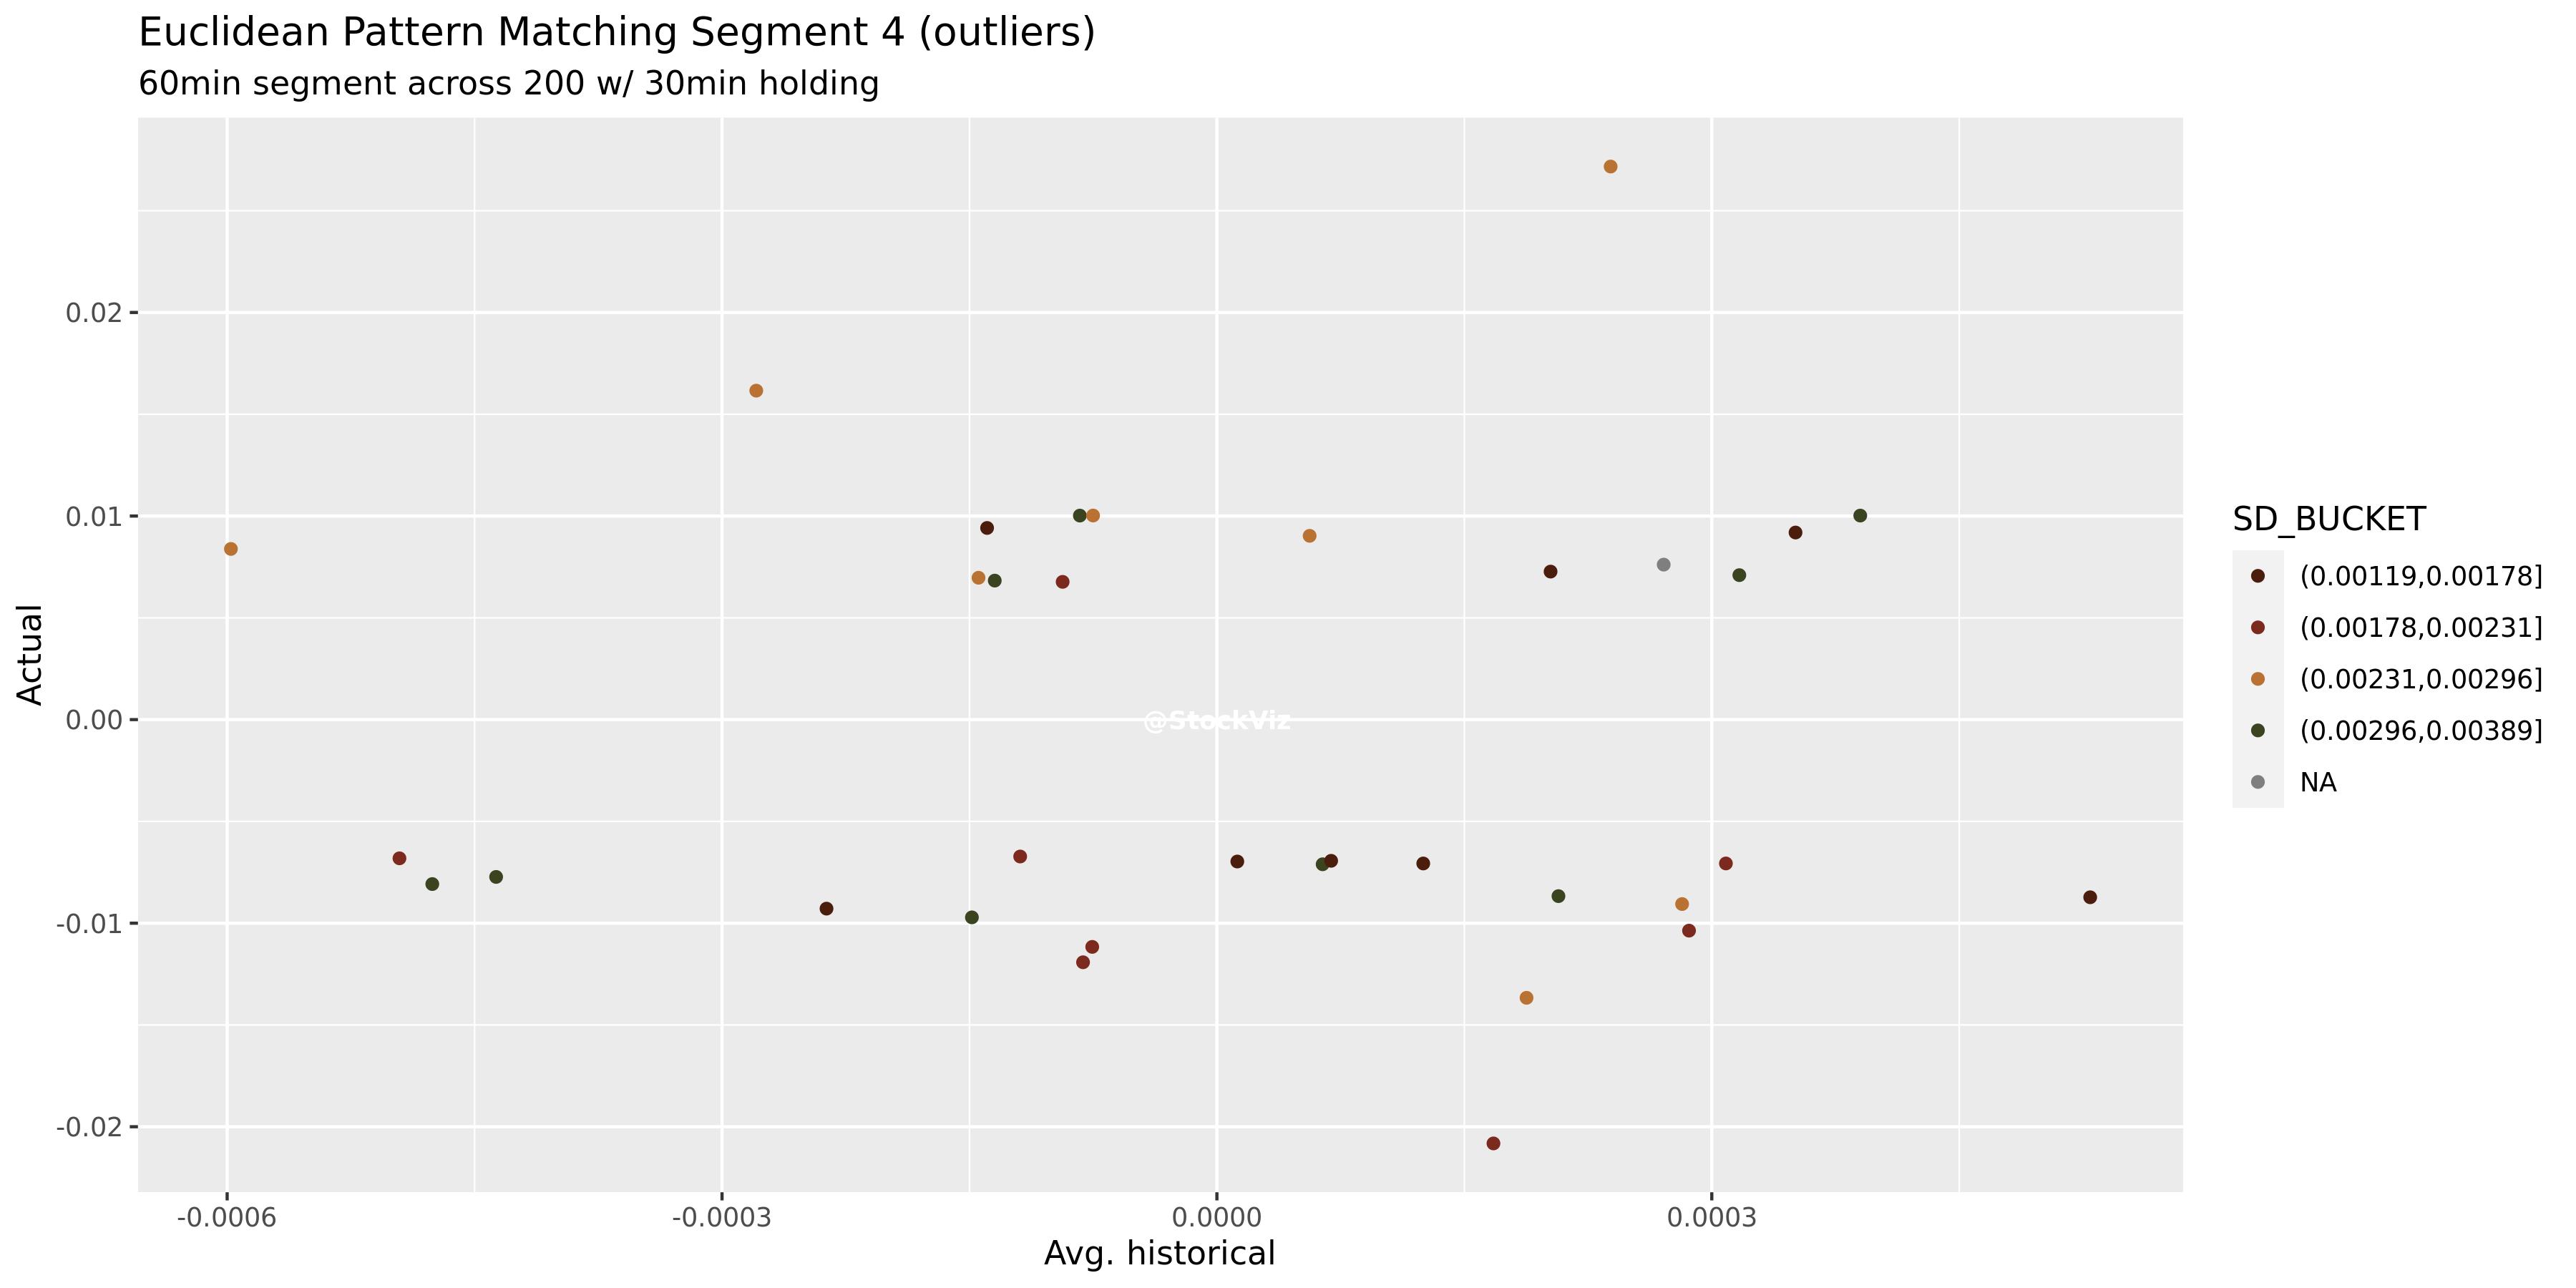 Euclidean Pattern Matching Segment 4 (outliers)
60min segment across 200 w/ 30min holding
Actual
0.02
0.01
0.00
-0.01
-0.02
@StockViz
-0.0006
-0.0003
0.0000
0.0003
Avg. historical
SD_BUCKET
(0.00119,0.00178]
(0.00178,0.00231]
(0.00231,0.00296]
(0.00296,0.00389]
NA